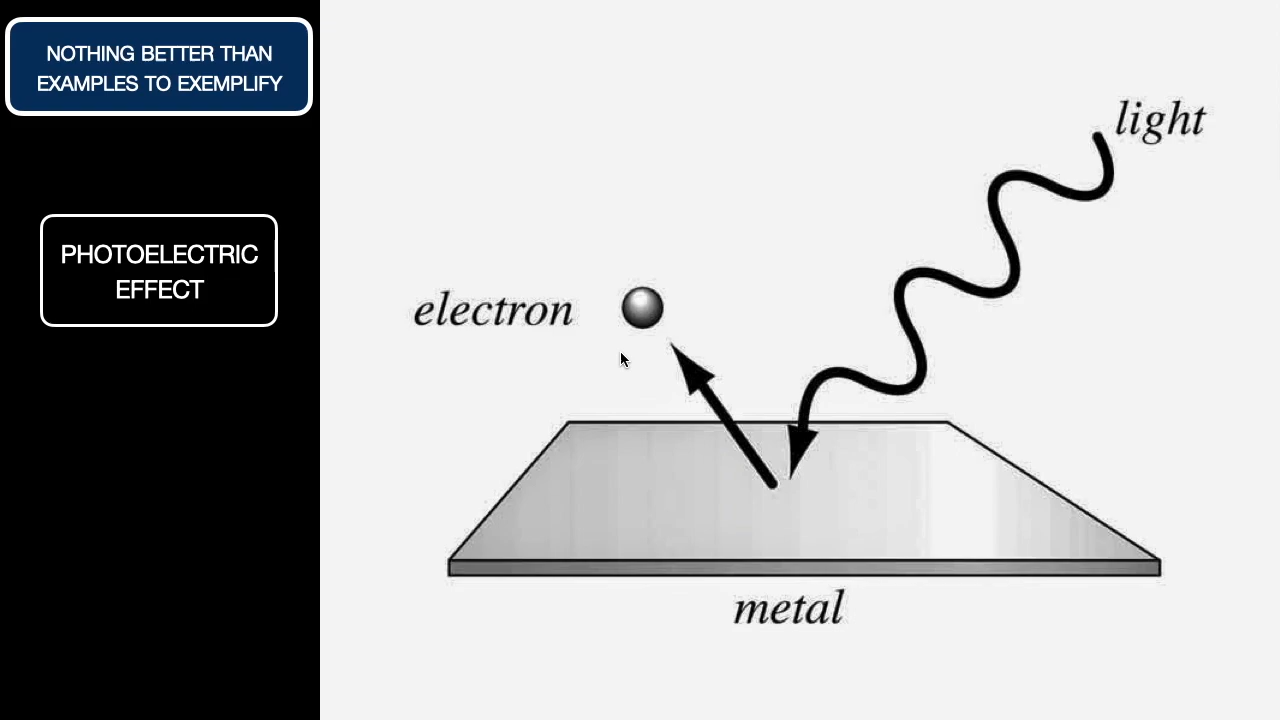 NOTHING BETTER THAN
EXAMPLES TO EXEMPLIFY
PHOTOELECTRIC
EFFECT
light
electron
metal